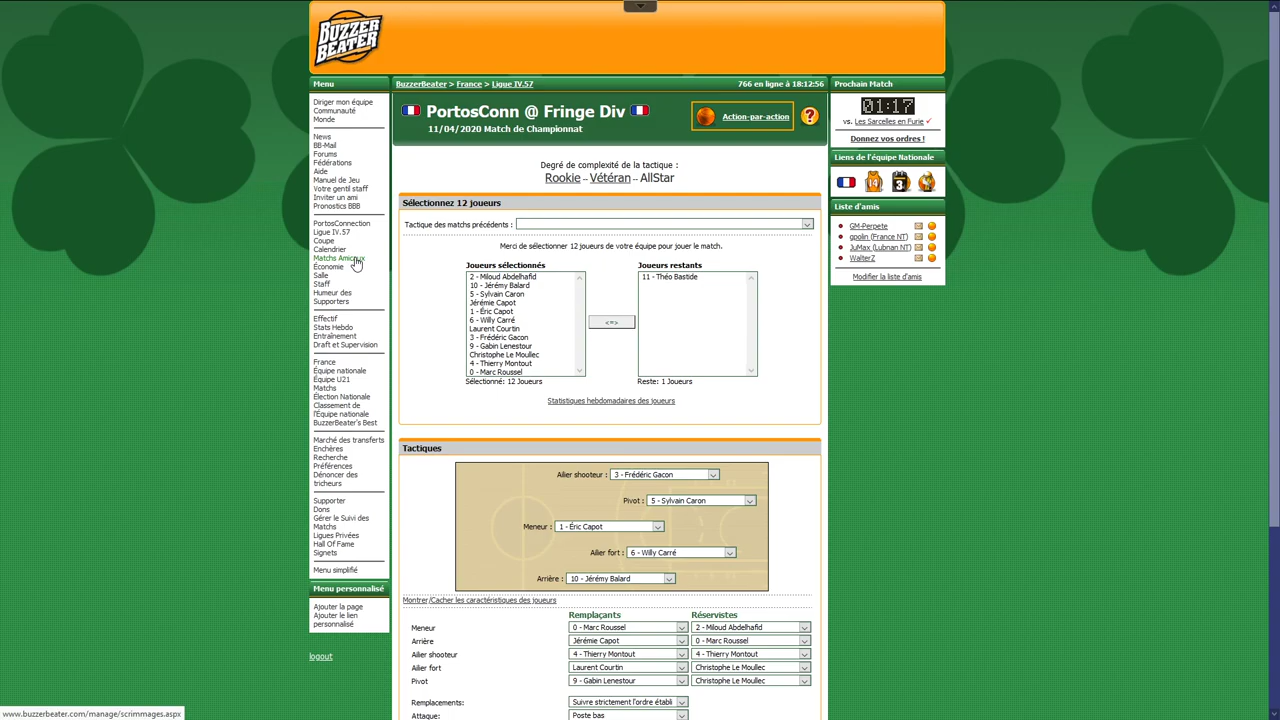 BUZZER
BEATER
Menu
BuzzerBeater > France > Ligue IV.57
766 en ligne à 18:12:56
Prochain Match
Diriger mon équipe
Communauté
Monde
News
BB-Mail
Forums
Fédérations
Aide
Manuel de Jeu
Votre gentil staff
Inviter un ami
Pronostics BBB
PortosConnection
Ligue IV.57
Coupe
Calendrier
Matchs Amicaux
Économie
Salle
Staff
Humeur des
Supporters
Effectif
Stats Hebdo
Entraînement
Draft et Supervision
France
Équipe nationale
Équipe U21
Matchs
Élection Nationale
Classement de
l'Équipe nationale
BuzzerBeater's Best
Marché des transferts
Enchères
Recherche
Préférences
Dénoncer des
tricheurs
Supporter
Dons
Gérer le Suivi des
Matchs
Ligues Privées
Hall Of Fame
Signets
Menu simplifié
Menu personnalisé
Ajouter la page
Ajouter le lien
personnalisé
logout
PortosConn @ Fringe Div
11/04/2020 Match de Championnat
Action-par-action
?
Degré de complexité de la tactique :
Rookie -- Vétéran -- AllStar
Sélectionnez 12 joueurs
Tactique des matchs précédents :
Merci de sélectionner 12 joueurs de votre équipe pour jouer le match.
Joueurs sélectionnés
2 - Miloud Abdelhafid
10 - Jérémy Balard
5 - Sylvain Caron
Jérémie Capot
1 - Éric Capot
6 - Willy Carré
Laurent Courtin
3 - Frédéric Gacon
9 - Gabin Lenestour
Christophe Le Moullec
4 - Thierry Montout
0 - Marc Roussel
Sélectionné: 12 Joueurs
<=>
Joueurs restants
11 - Théo Bastide
Reste: 1 Joueurs
Statistiques hebdomadaires des joueurs
Tactiques
Ailier shooteur : 3 - Frédéric Gacon
Pivot : 5 - Sylvain Caron
Meneur : 1 - Éric Capot
Ailier fort : 6 - Willy Carré
Arrière : 10 - Jérémy Balard
Montrer/Cacher les caractéristiques des joueurs
Remplaçants Réservistes
Meneur 0 - Marc Roussel 2 - Miloud Abdelhafid
Arrière Jérémie Capot 0 - Marc Roussel
Ailier shooteur 4 - Thierry Montout 4 - Thierry Montout
Ailier fort Laurent Courtin Christophe Le Moullec
Pivot 9 - Gabin Lenestour Christophe Le Moullec
Remplacements: Suivre strictement l'ordre établi
Attaque: Poste bas
01:17
vs. Les Sarcelles en Furie
Donnez vos ordres !
Liens de l'équipe Nationale
3
Liste d'amis
GM-Perpete
gpolin (France NT)
JuMax (Lubnan NT)
WalterZ
Modifier la liste d'amis
www.buzzerbeater.com/manage/scrimmages.aspx